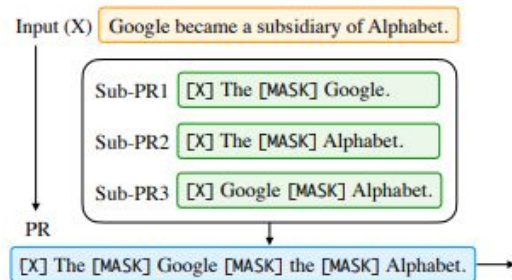 Input (X) Google became a subsidiary of Alphabet.
Sub-PR1 [X] The [MASK] Google.
Sub-PR2 [X] The [MASK] Alphabet.
Sub-PR3 [X] Google [MASK] Alphabet.
PR
[X] The [MASK] Google [MASK] the [MASK] Alphabet.